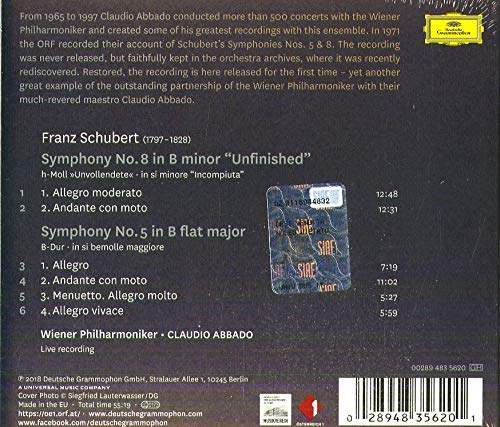 From 1965 to 1997 Claudio Abbado conducted more than 500 concerts with the Wiener
Philharmoniker and created some of his greatest recordings with this ensemble. In 1971
the ORF recorded their account of Schubert's Symphonies Nos. 5 & 8. The recording
was never released, but faithfully kept in the orchestra archives, where it was recently
rediscovered. Restored, the recording is here released for the first time – yet another
great example of the outstanding partnership of the Wiener Philharmoniker with their
much-revered maestro Claudio Abbado.
Deutsche
Grammophon
Franz Schubert (1797-1828)
Symphony No. 8 in B minor "Unfinished"
h-Moll »Unvollendete« · in si minore "Incompiuta"
1 1. Allegro moderato 12:48
2 2. Andante con moto 12:31
Symphony No. 5 in B flat major
B-Dur · in si bemolle maggiore
3 1. Allegro 7:19
4 2. Andante con moto 11:02
5 3. Menuetto. Allegro molto 5:27
6 4. Allegro vivace 5:59
SIAE
Wiener Philharmoniker · CLAUDIO ABBADO
Live recording
00289 483 5620 GH
℗ 2018 Deutsche Grammophon GmbH, Stralauer Allee 1, 10245 Berlin
A UNIVERSAL MUSIC COMPANY
Cover Photo © Siegfried Lauterwasser/DG
Made in the EU · Total time 55:19
https://oe1.orf.at/ www.deutschegrammophon.com
www.deutschegrammophon.com
MUSIKVEREIN
1
ÖSTERREICH 1
0 28948 35620 1